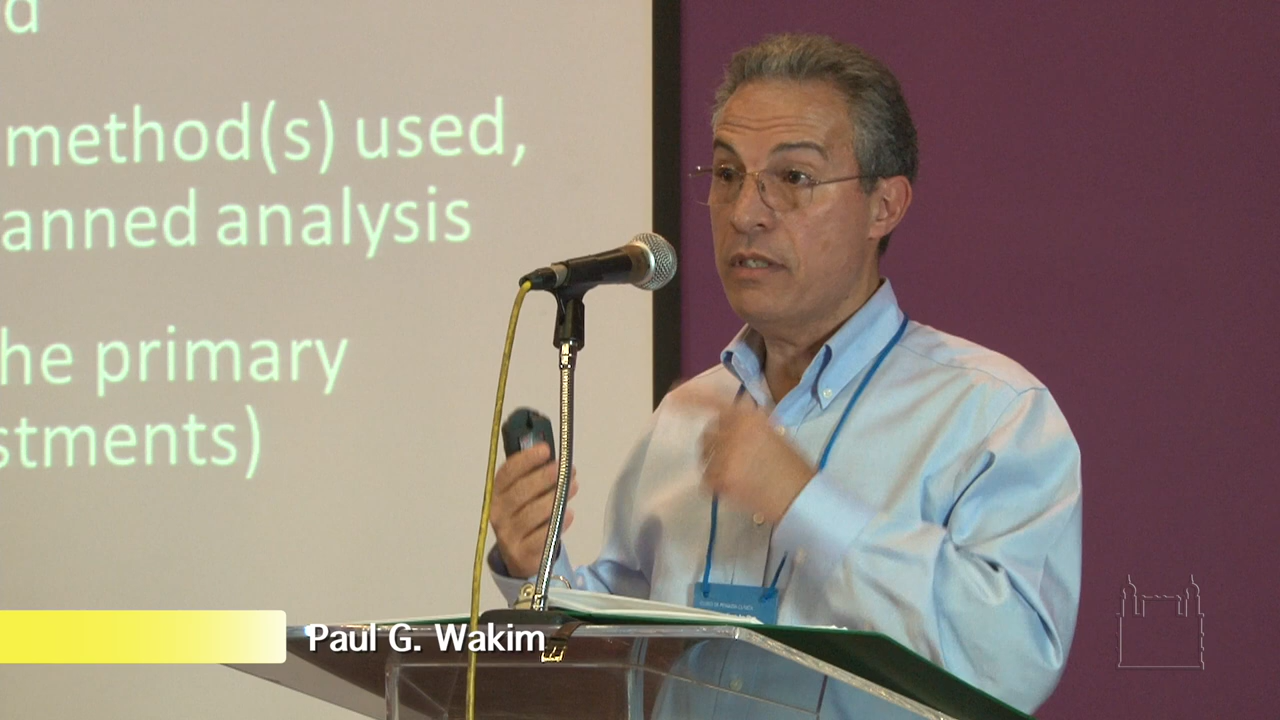 d
method(s) used,
anned analysis
he primary
stments)
Paul G. Wakim